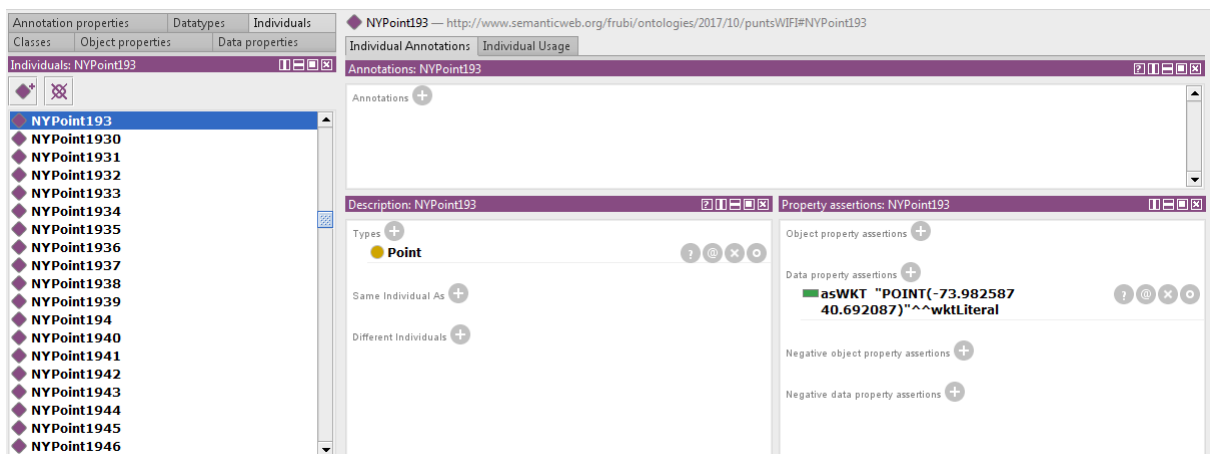 Annotation properties Datatypes Individuals
Classes Object properties Data properties
Individuals: NYPoint193
NYPoint193
NYPoint1930
NYPoint1931
NYPoint1932
NYPoint1933
NYPoint1934
NYPoint1935
NYPoint1936
NYPoint1937
NYPoint1938
NYPoint1939
NYPoint194
NYPoint1940
NYPoint1941
NYPoint1942
NYPoint1943
NYPoint1944
NYPoint1945
NYPoint1946
NYPoint193 — http://www.semanticweb.org/frubi/ontologies/2017/10/puntsWIFI#NYPoint193
Individual Annotations Individual Usage
Annotations: NYPoint193
Annotations
Description: NYPoint193
Types
Point
Same Individual As
Different Individuals
Property assertions: NYPoint193
Object property assertions
Data property assertions
asWKT "POINT(-73.982587
40.692087)"^^wktLiteral
Negative object property assertions
Negative data property assertions